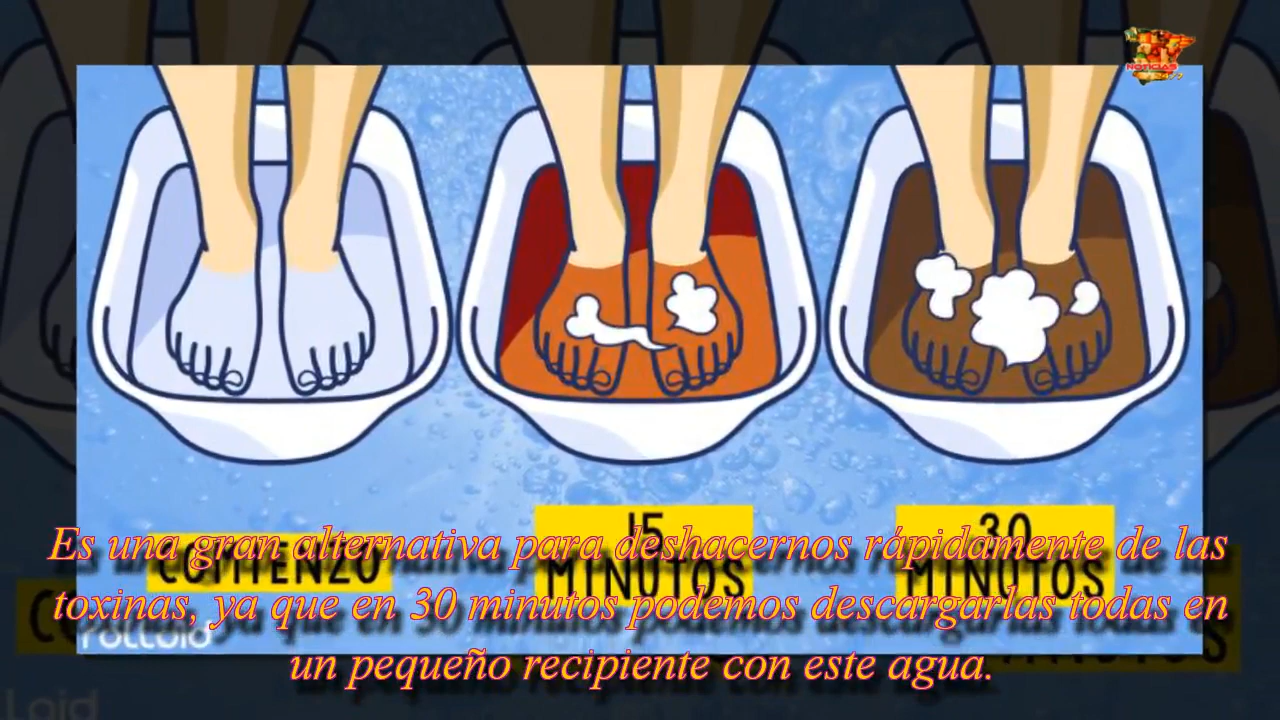 NOTICIAS
COMIENZO
15
MINUTOS
30
MINUTOS
Es una gran alternativa para deshacernos rápidamente de las
toxinas, ya que en 30 minutos podemos descargarlas todas en
un pequeño recipiente con este agua.